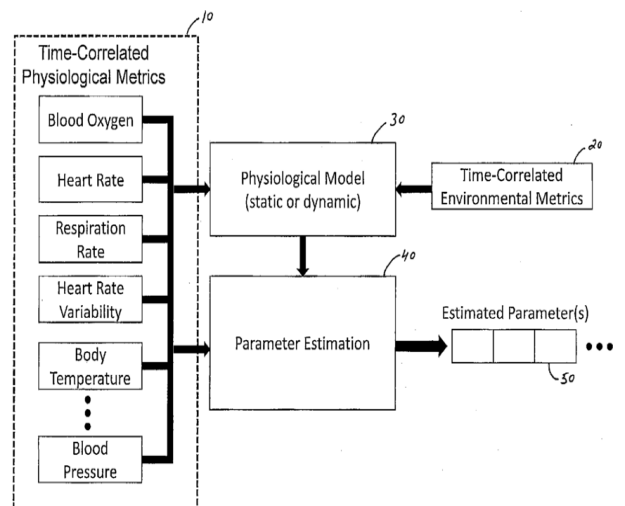 10
Time-Correlated
Physiological Metrics
Blood Oxygen
Heart Rate
Respiration
Rate
Heart Rate
Variability
Body
Temperature
Blood
Pressure
30
Physiological Model
(static or dynamic)
20
Time-Correlated
Environmental Metrics
40
Parameter Estimation
Estimated Parameter(s)
50